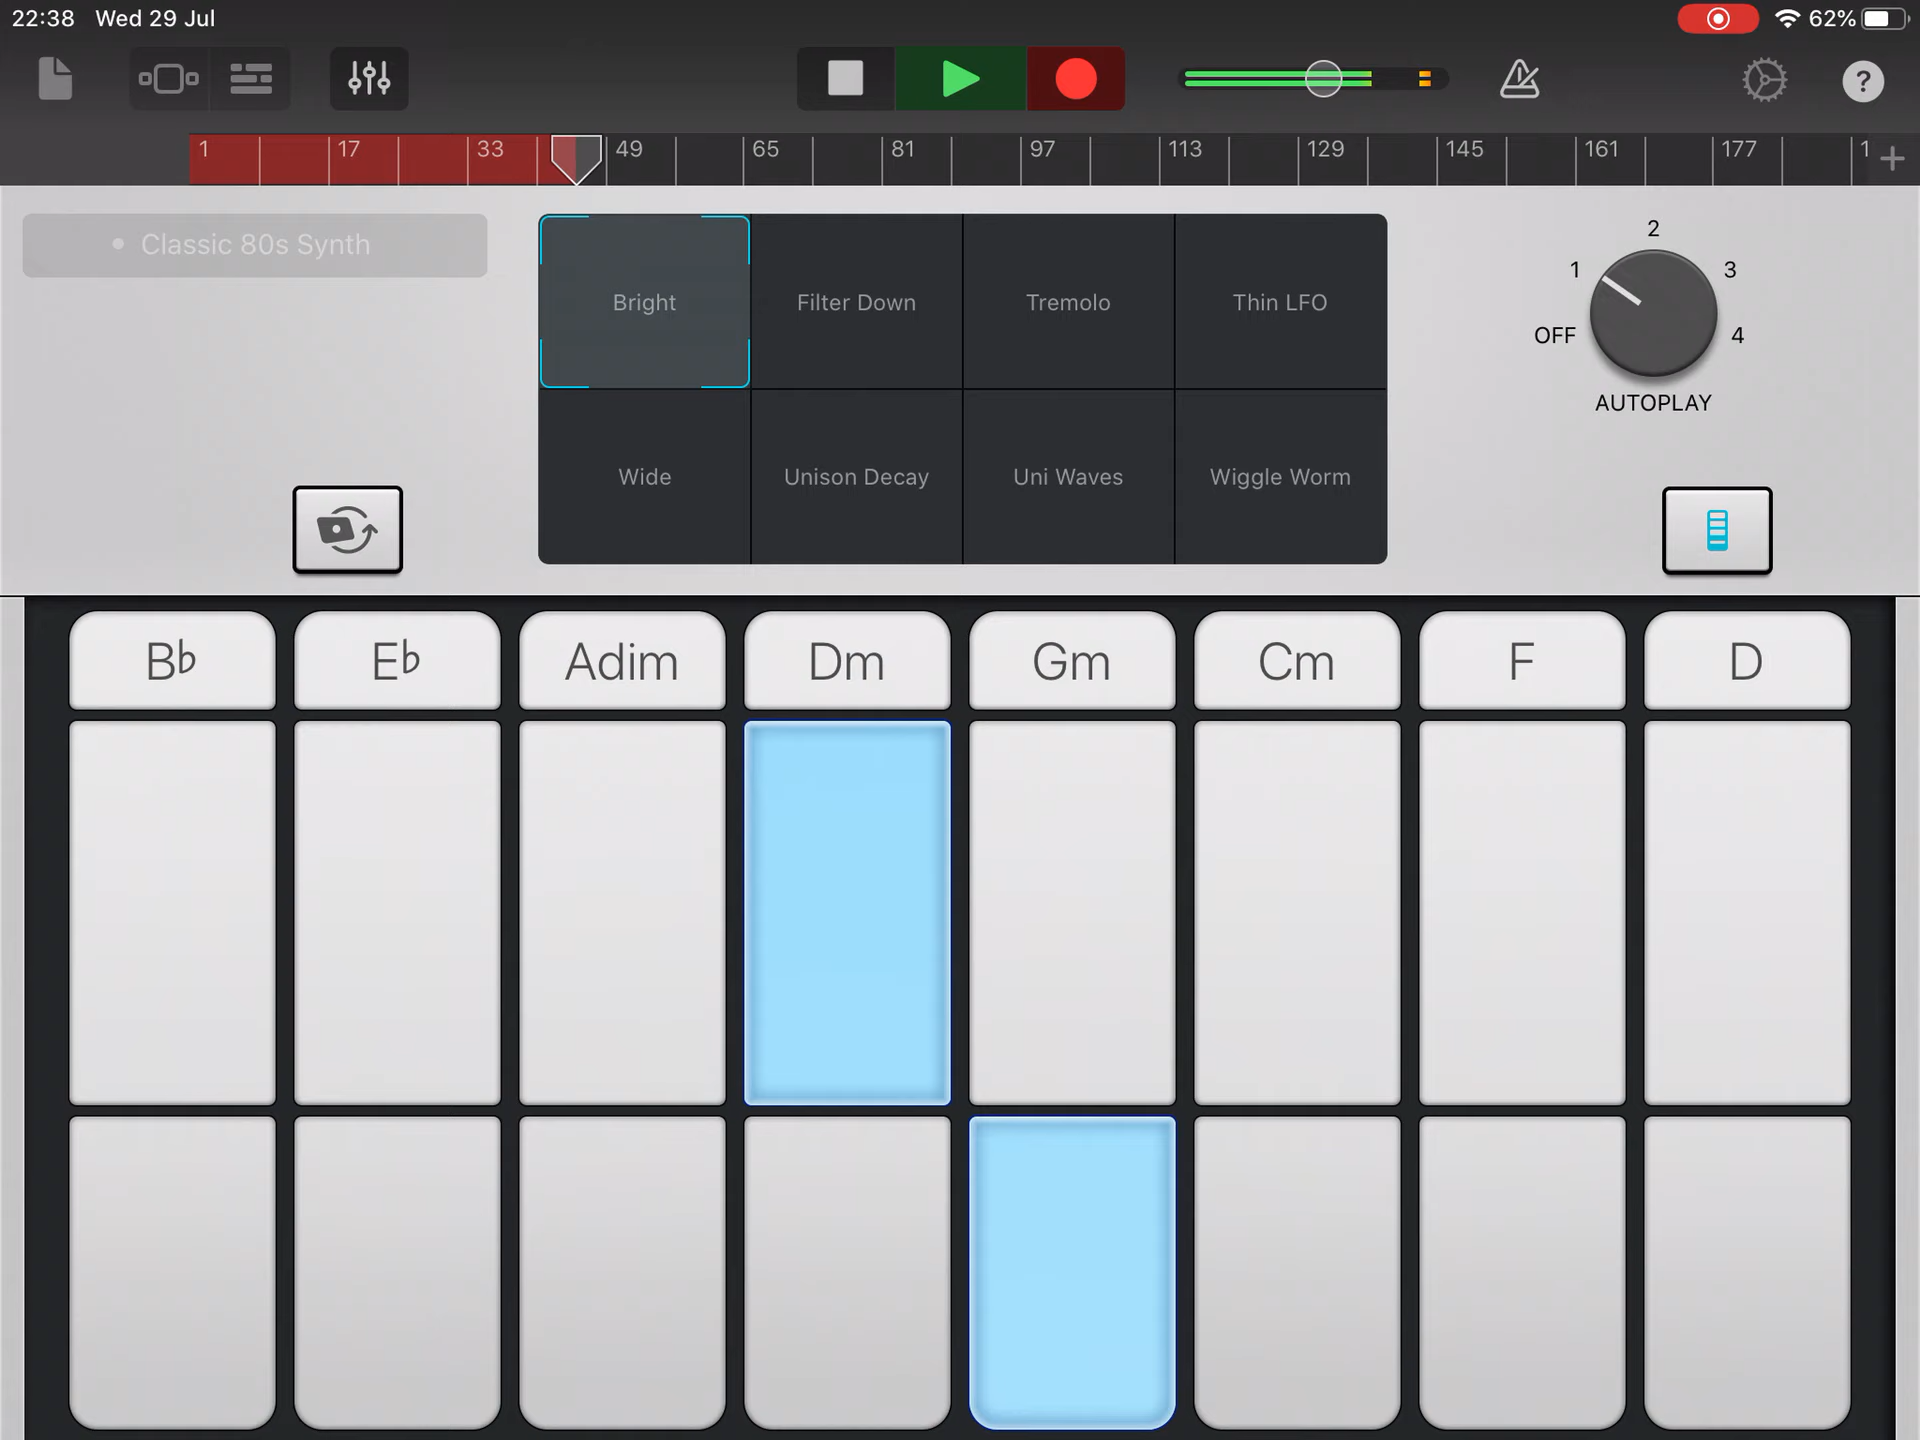 22:38 Wed 29 Jul 62%
?
1 17 33 49 65 81 97 113 129 145 161 177 1 +
Classic 80s Synth
Bright Filter Down Tremolo Thin LFO
Wide Unison Decay Uni Waves Wiggle Worm
2
1 3
OFF 4
AUTOPLAY
B♭ E♭ Adim Dm Gm Cm F D